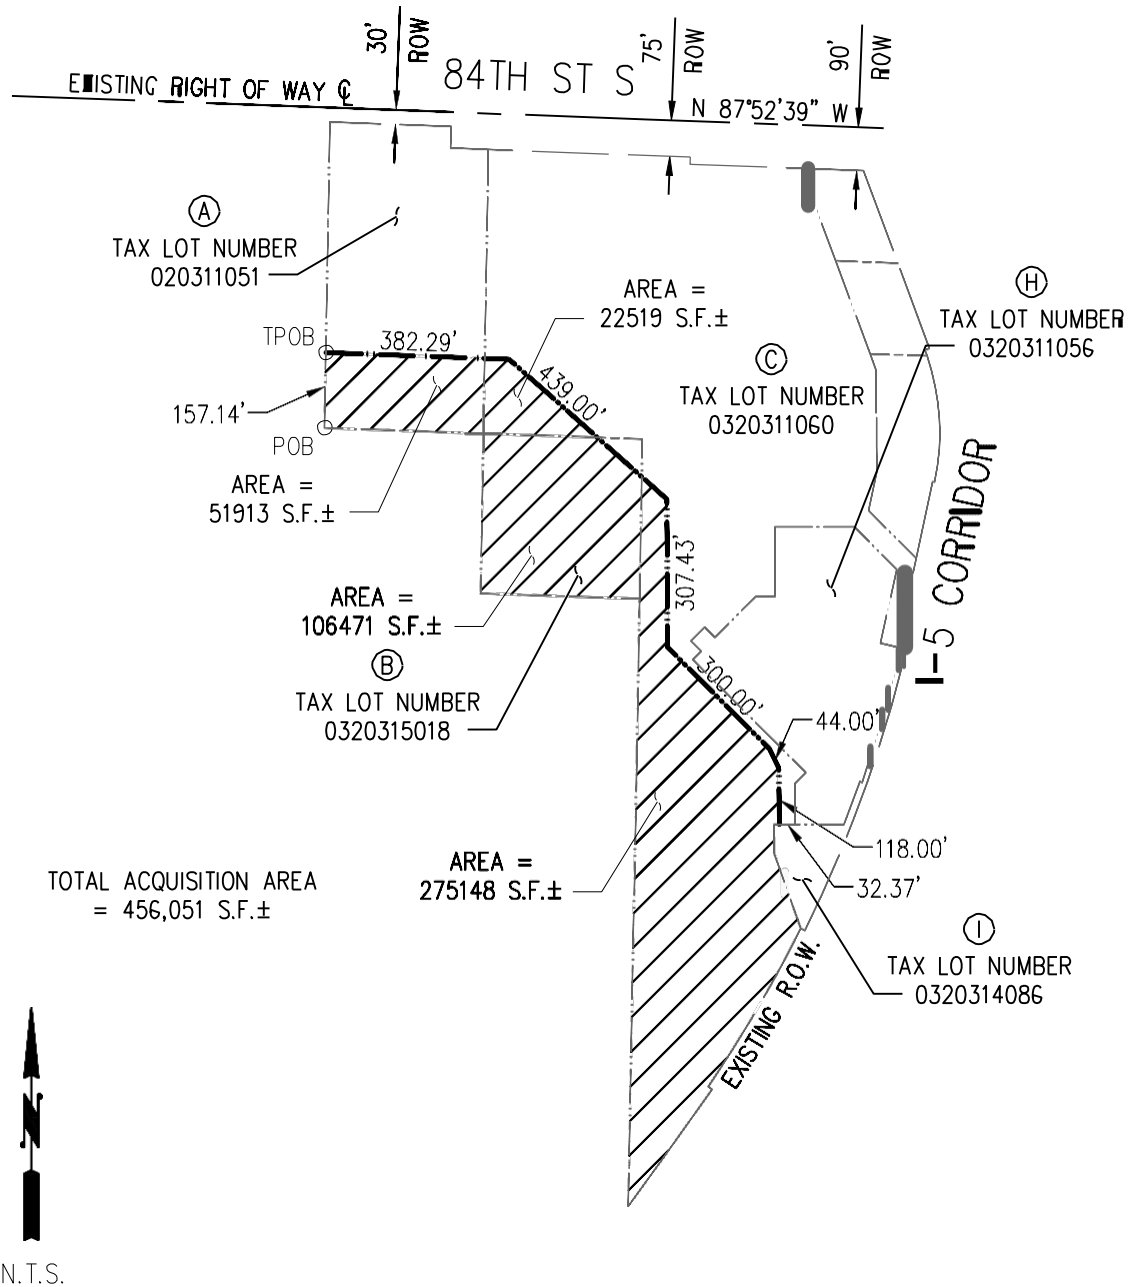 30'
ROW
75'
ROW
90'
ROW
84TH ST S
EXISTING RIGHT OF WAY ℄
N 87°52'39" W
A
TAX LOT NUMBER
020311051
AREA =
22519 S.F.±
H
TAX LOT NUMBER
0320311056
TPOB
382.29'
439.00'
C
TAX LOT NUMBER
0320311060
157.14'
POB
AREA =
51913 S.F.±
I-5 CORRIDOR
307.43'
AREA =
106471 S.F.±
B
TAX LOT NUMBER
0320315018
300.00'
44.00'
118.00'
32.37'
AREA =
275148 S.F.±
TOTAL ACQUISITION AREA
= 456,051 S.F.±
I
TAX LOT NUMBER
0320314086
EXISTING R.O.W.
N
N.T.S.